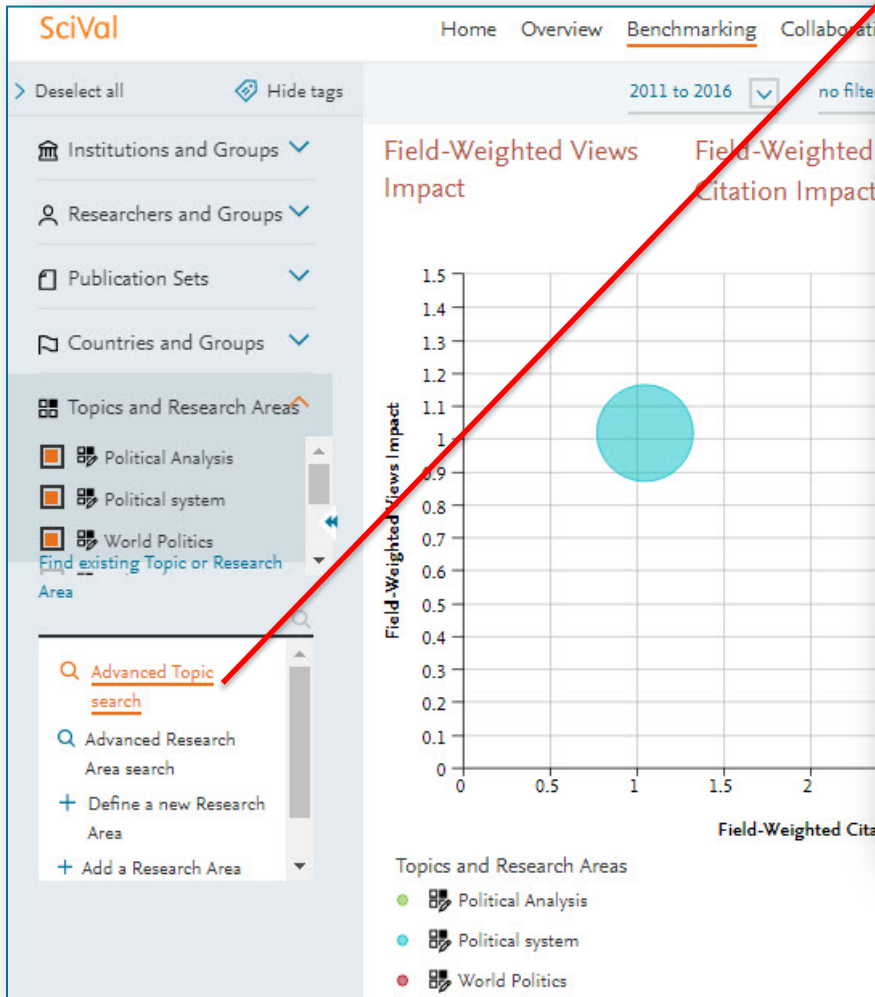 SciVal
Home Overview Benchmarking Collaborati
Deselect all Hide tags
2011 to 2016 no filte
Institutions and Groups
Researchers and Groups
Publication Sets
Countries and Groups
Topics and Research Areas
Political Analysis
Political system
World Politics
Find existing Topic or Research
Area
Advanced Topic
search
Advanced Research
Area search
+ Define a new Research
Area
+ Add a Research Area
Field-Weighted Views
Impact
Field-Weighted
Citation Impact
Field-Weighted Views Impact
1.5
1.4
1.3
1.2
1.1
1
0.9
0.8
0.7
0.6
0.5
0.4
0.3
0.2
0.1
0
0 0.5 1 1.5 2
Field-Weighted Cita
Topics and Research Areas
Political Analysis
Political system
World Politics